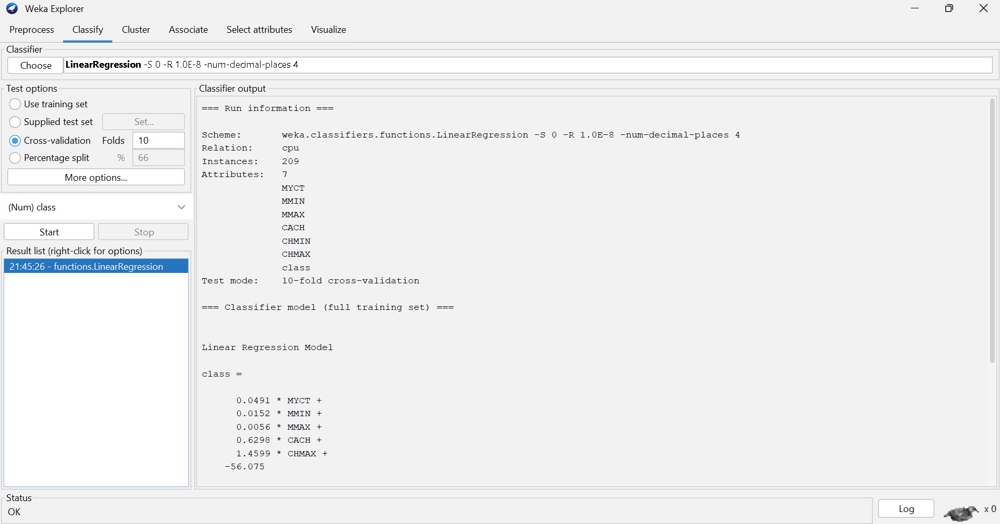 Weka Explorer
Preprocess Classify Cluster Associate Select attributes Visualize
Classifier
Choose LinearRegression -S 0 -R 1.0E-8 -num-decimal-places 4
Test options
Use training set
Supplied test set Set...
Cross-validation Folds 10
Percentage split % 66
More options...
(Num) class
Start Stop
Result list (right-click for options)
21:45:26 - functions.LinearRegression
Classifier output
=== Run information ===
Scheme: weka.classifiers.functions.LinearRegression -S 0 -R 1.0E-8 -num-decimal-places 4
Relation: cpu
Instances: 209
Attributes: 7
MYCT
MMIN
MMAX
CACH
CHMIN
CHMAX
class
Test mode: 10-fold cross-validation
=== Classifier model (full training set) ===
Linear Regression Model
class =
0.0491 * MYCT +
0.0152 * MMIN +
0.0056 * MMAX +
0.6298 * CACH +
1.4599 * CHMAX +
-56.075
Status
OK
Log x 0